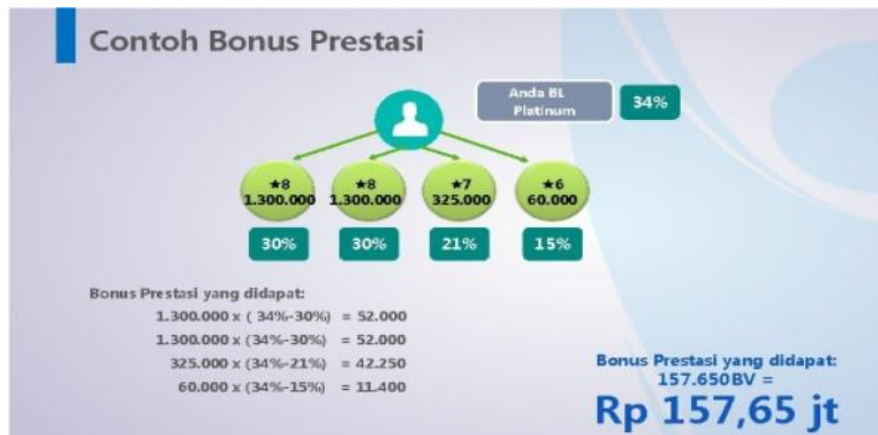 Contoh Bonus Prestasi
Anda BL
Platinum
34%
★8
1.300.000
★8
1.300.000
★7
325.000
★6
60.000
30%
30%
21%
15%
Bonus Prestasi yang didapat:
1.300.000 x ( 34%-30%) = 52.000
1.300.000 x (34%-30%) = 52.000
325.000 x (34%-21%) = 42.250
60.000 x (34%-15%) = 11.400
Bonus Prestasi yang didapat:
157.650BV =
Rp 157,65 jt